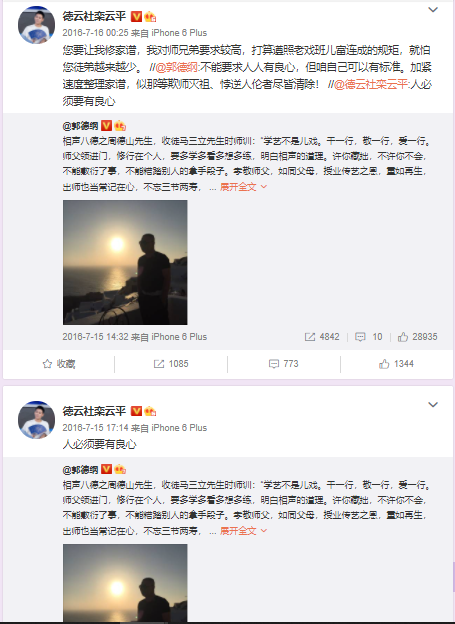 德云社栾云平
2016-7-16 00:25 来自 iPhone 6 Plus
您要让我修家谱，我对师兄弟要求较高，打算遵照老戏班儿富连成的规矩，就怕
您徒弟越来越少。 //@郭德纲:不能要求人人有良心，但咱自己可以有标准。加紧
速度整理家谱，似那等欺师灭祖、悖逆人伦者尽皆清除！ //@德云社栾云平:人必
须要有良心
@郭德纲
相声八德之周德山先生，收徒马三立先生时师训：“学艺不是儿戏。干一行，敬一行，爱一行。
师父领进门，修行在个人，要多学多看多想多练，明白相声的道理。许你藏拙，不许你不会，
不能敷衍了事，不能糟蹋别人的拿手段子。孝敬师父，如同父母，授业传艺之恩，重如再生，
出师也当常记在心，不忘三节两寿， ... 展开全文
2016-7-15 14:32 来自 iPhone 6 Plus
4842
10
28935
收藏
1085
773
1344
德云社栾云平
2016-7-15 17:14 来自 iPhone 6 Plus
人必须要有良心
@郭德纲
相声八德之周德山先生，收徒马三立先生时师训：“学艺不是儿戏。干一行，敬一行，爱一行。
师父领进门，修行在个人，要多学多看多想多练，明白相声的道理。许你藏拙，不许你不会，
不能敷衍了事，不能糟蹋别人的拿手段子。孝敬师父，如同父母，授业传艺之恩，重如再生，
出师也当常记在心，不忘三节两寿， ... 展开全文